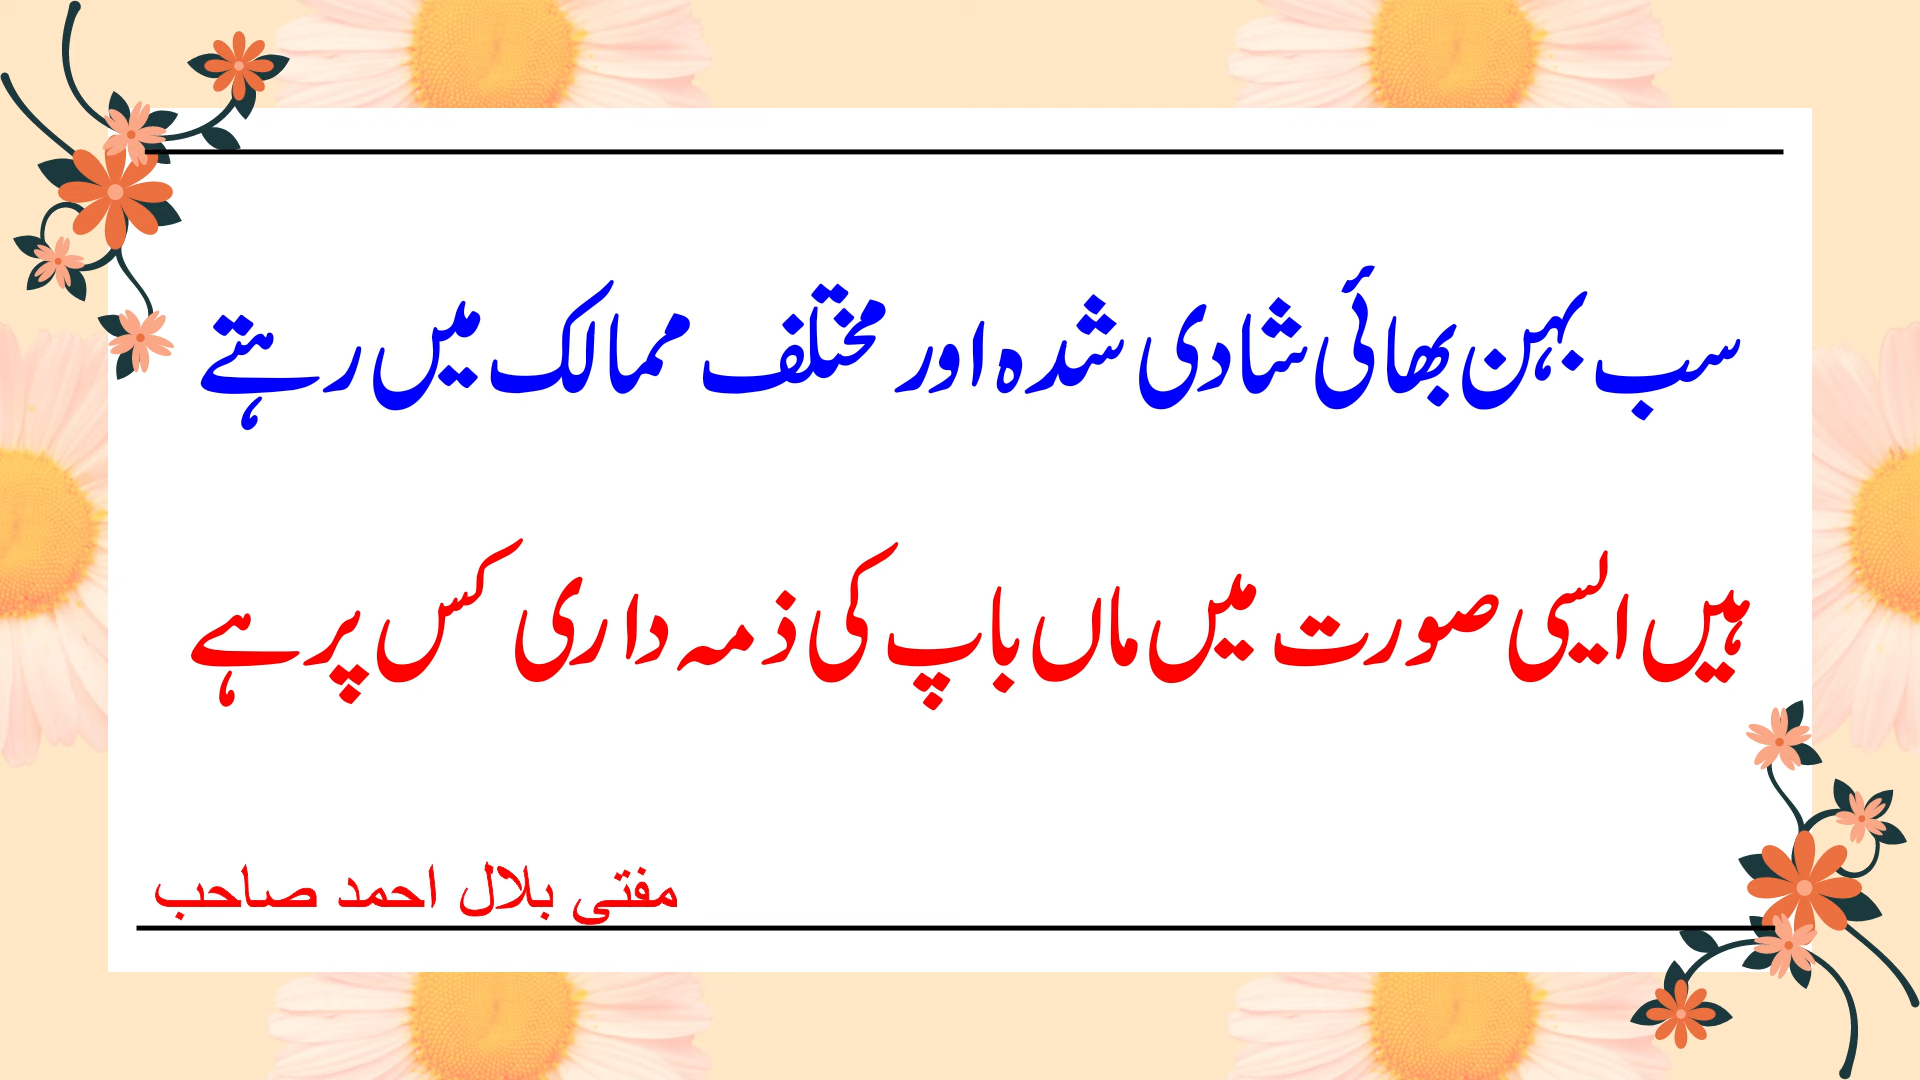 سب بہن بھائی شادی شدہ اور مختلف ممالک میں رہتے
ہیں ایسی صورت میں ماں باپ کی ذمہ داری کس پر ہے
مفتی بلال احمد صاحب